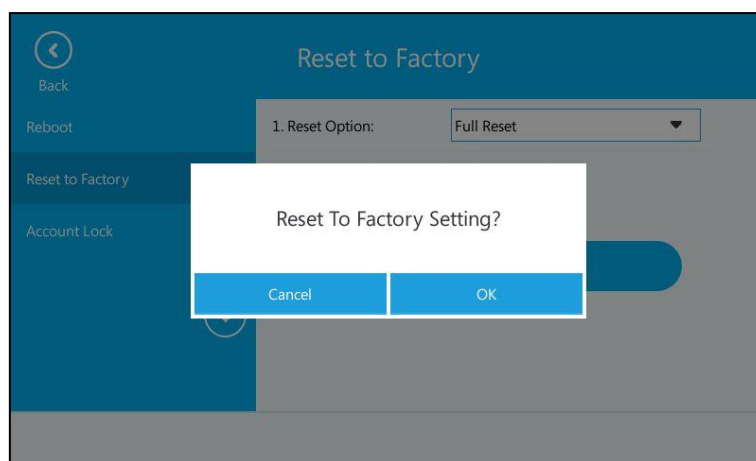 Reset to Factory
Back
Reboot
1. Reset Option: Full Reset
Reset to Factory
Account Lock
Reset To Factory Setting?
Cancel OK